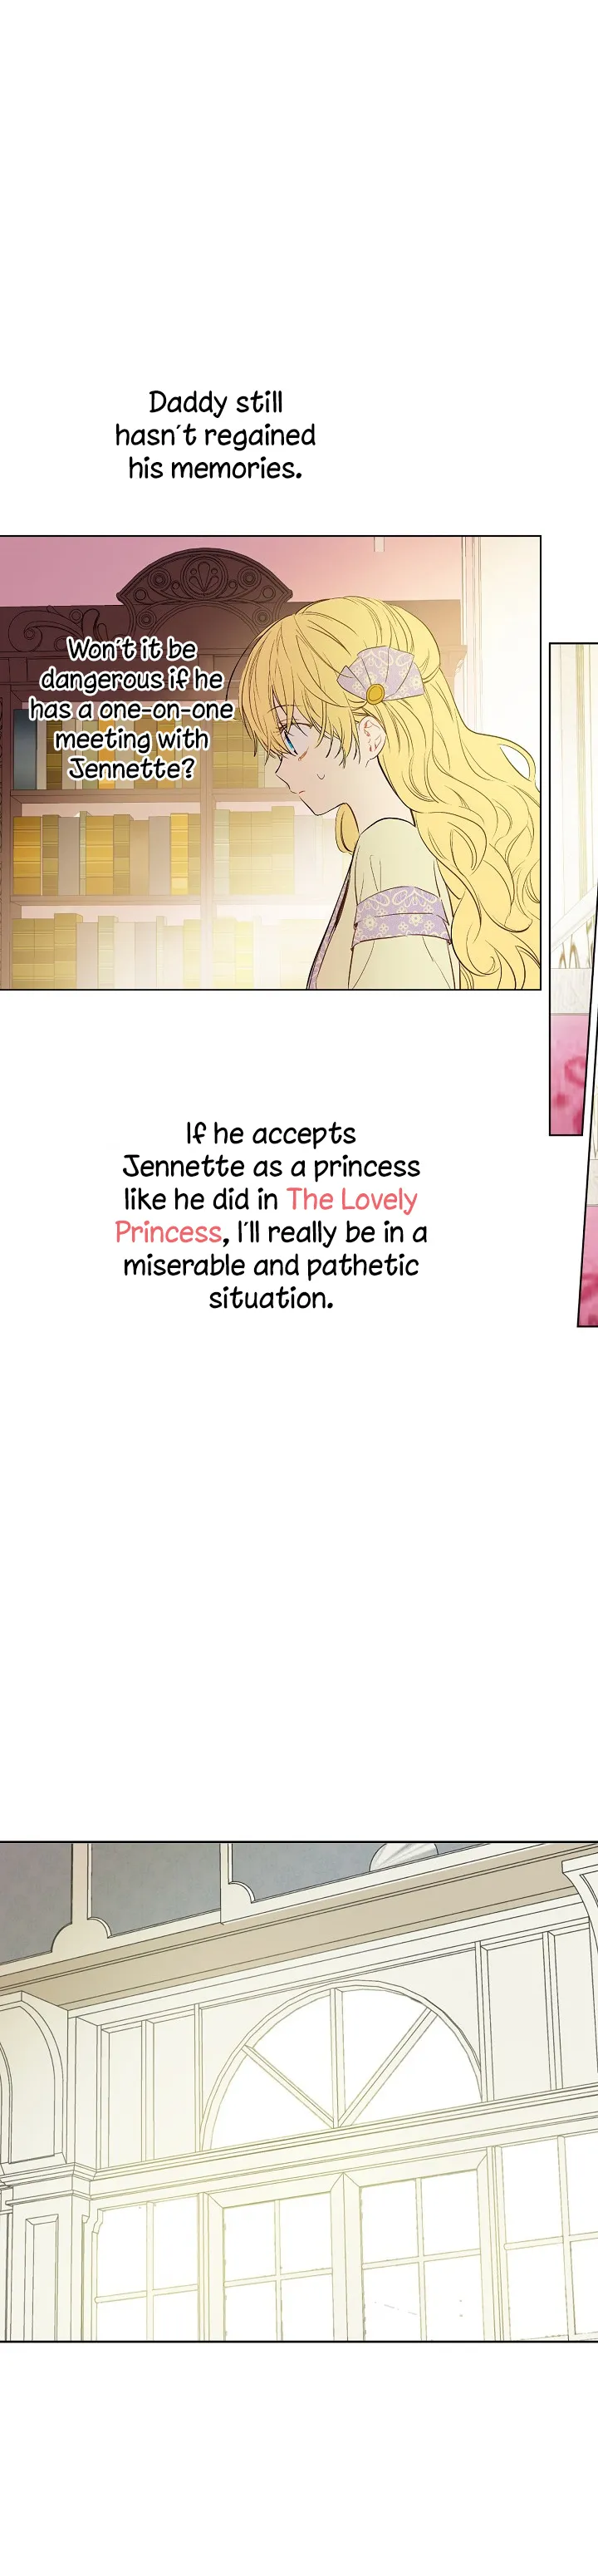 Daddy still
hasn't regained
his memories.
Won't it be
dangerous if he
has a one-on-one
meeting with
Jennette?
If he accepts
Jennette as a princess
like he did in The Lovely
Princess, I'll really be in a
miserable and pathetic
situation.